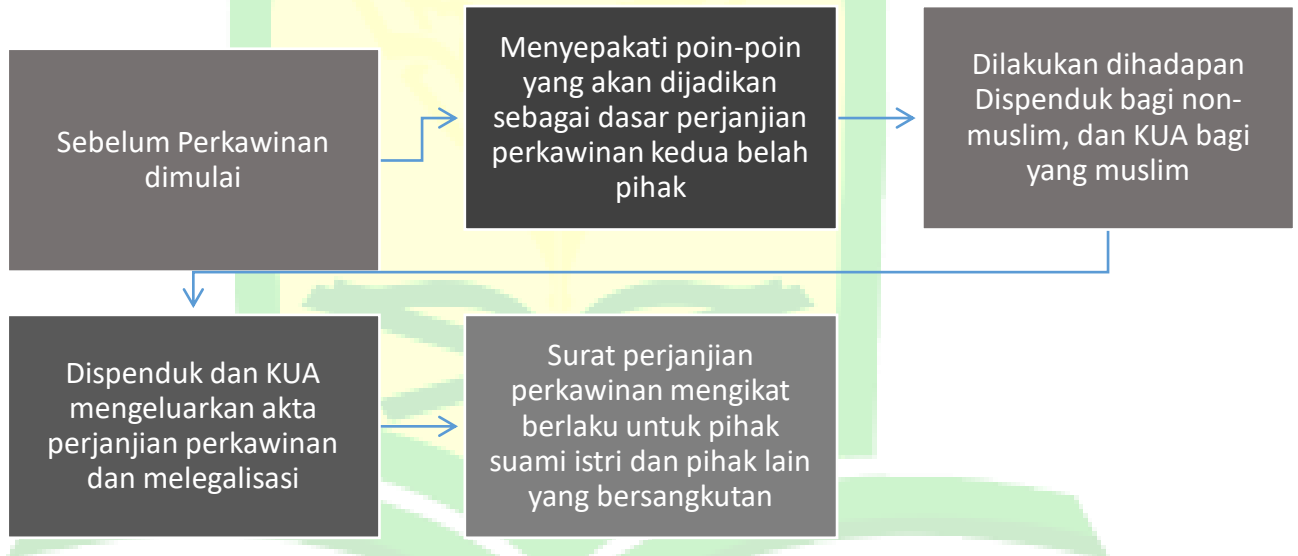 Sebelum Perkawinan
dimulai
Menyepakati poin-poin
yang akan dijadikan
sebagai dasar perjanjian
perkawinan kedua belah
pihak
Dilakukan dihadapan
Dispenduk bagi non-
muslim, dan KUA bagi
yang muslim
Dispenduk dan KUA
mengeluarkan akta
perjanjian perkawinan
dan melegalisasi
Surat perjanjian
perkawinan mengikat
berlaku untuk pihak
suami istri dan pihak lain
yang bersangkutan